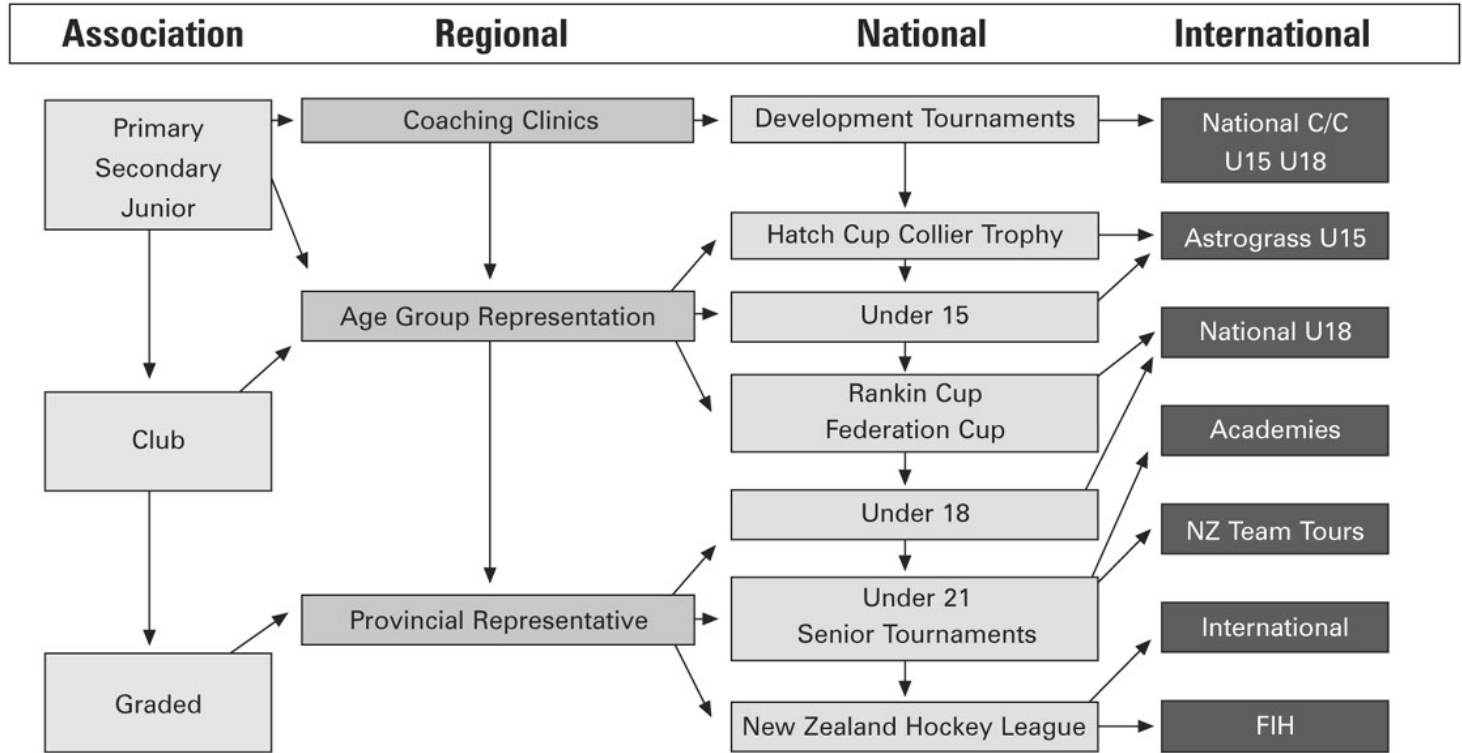 Association
Regional
National
International
Primary
Secondary
Junior
Club
Graded
Coaching Clinics
Age Group Representation
Provincial Representative
Development Tournaments
Hatch Cup Collier Trophy
Under 15
Rankin Cup
Federation Cup
Under 18
Under 21
Senior Tournaments
New Zealand Hockey League
National C/C
U15 U18
Astrograss U15
National U18
Academies
NZ Team Tours
International
FIH